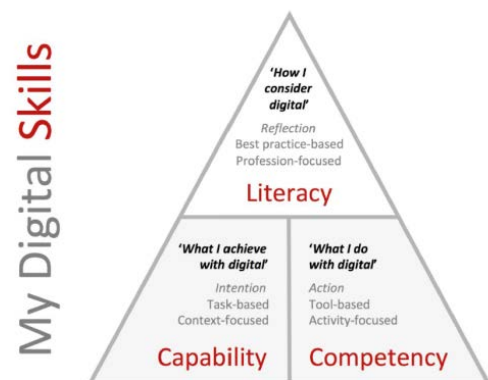 My Digital Skills
‘How I
consider
digital’
Reflection
Best practice-based
Profession-focused
Literacy
‘What I achieve
with digital’
Intention
Task-based
Context-focused
Capability
‘What I do
with digital’
Action
Tool-based
Activity-focused
Competency